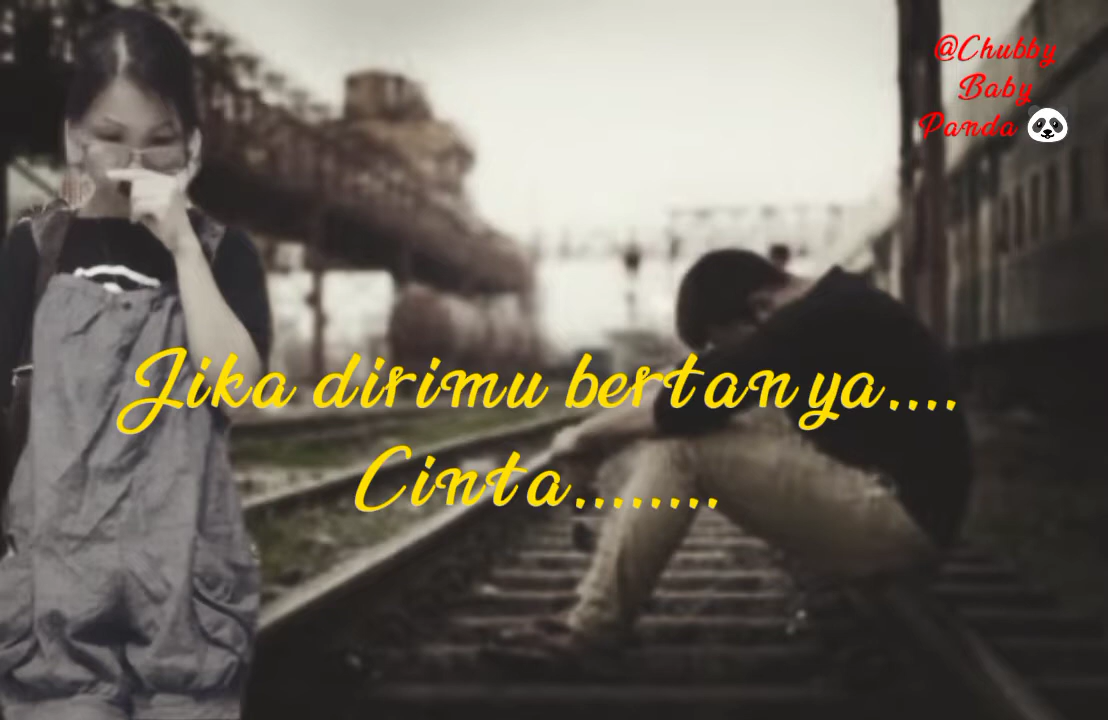 @Chubby
Baby
Panda
Jika dirimu bertanya....
Cinta........